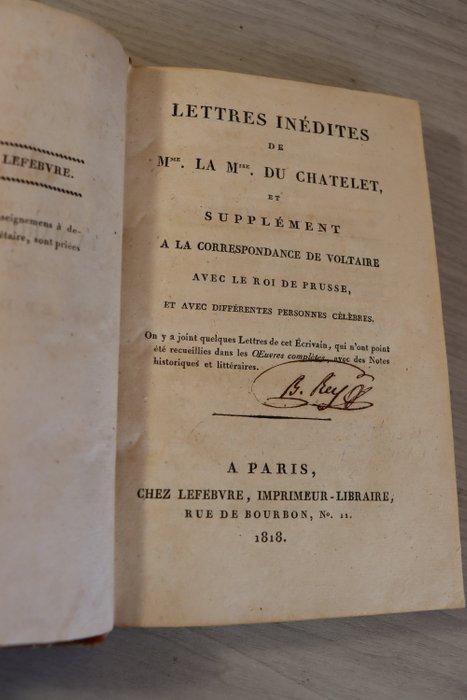 LEFEBVRE.
seignemens à de-
étaire, sont priées
LETTRES INÉDITES
DE
Mme. LA Mise. DU CHATELET,
ET
SUPPLÉMENT
A LA CORRESPONDANCE DE VOLTAIRE
AVEC LE ROI DE PRUSSE,
ET AVEC DIFFÉRENTES PERSONNES CÉLÈBRES.
On y a joint quelques Lettres de cet Écrivain, qui n'ont point
été recueillies dans les Œuvres complètes, avec des Notes
historiques et littéraires.
B. Rey
A PARIS,
CHEZ LEFEBVRE, IMPRIMEUR-LIBRAIRE,
RUE DE BOURBON, No. 11.
1818.